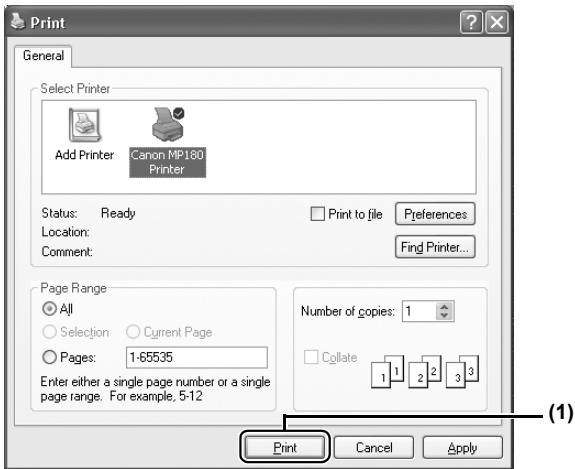 Print
General
Select Printer
Add Printer
Canon MP180
Printer
Status: Ready
Location:
Comment:
Print to file
Preferences
Find Printer...
Page Range
All
Selection
Current Page
Pages: 1-65535
Enter either a single page number or a single
page range. For example, 5-12
Number of copies: 1
Collate
1 1 2 2 3 3
(1)
Print
Cancel
Apply